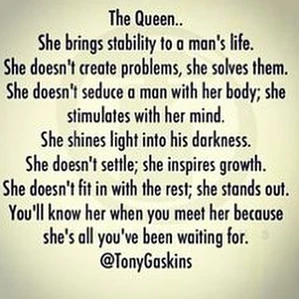 The Queen..
She brings stability to a man's life.
She doesn't create problems, she solves them.
She doesn't seduce a man with her body; she
stimulates with her mind.
She shines light into his darkness.
She doesn't settle; she inspires growth.
She doesn't fit in with the rest; she stands out.
You'll know her when you meet her because
she's all you've been waiting for.
@TonyGaskins